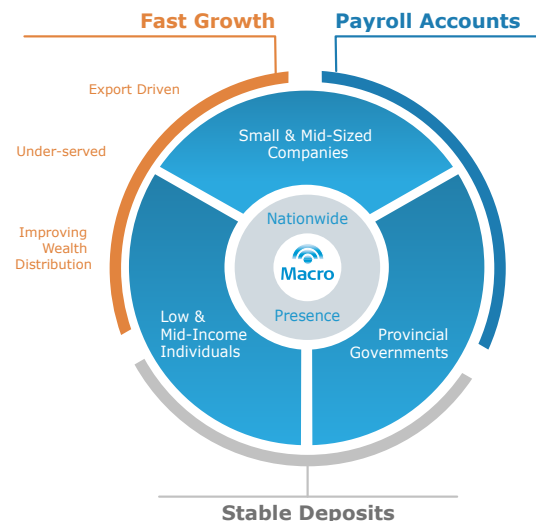 Fast Growth
Payroll Accounts
Export Driven
Small & Mid-Sized
Companies
Under-served
Nationwide
Improving
Wealth
Distribution
Macro
Presence
Low &
Mid-Income
Individuals
Provincial
Governments
Stable Deposits